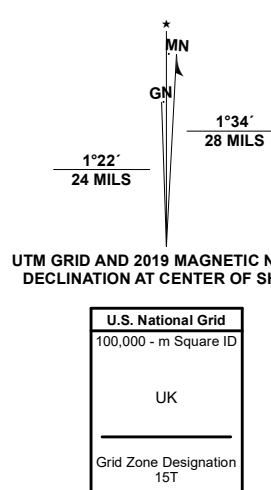 MN
GN
1°34´
28 MILS
1°22´
24 MILS
UTM GRID AND 2019 MAGNETIC
DECLINATION AT CENTER OF
U.S. National Grid
100,000 - m Square ID
UK
Grid Zone Designation
15T